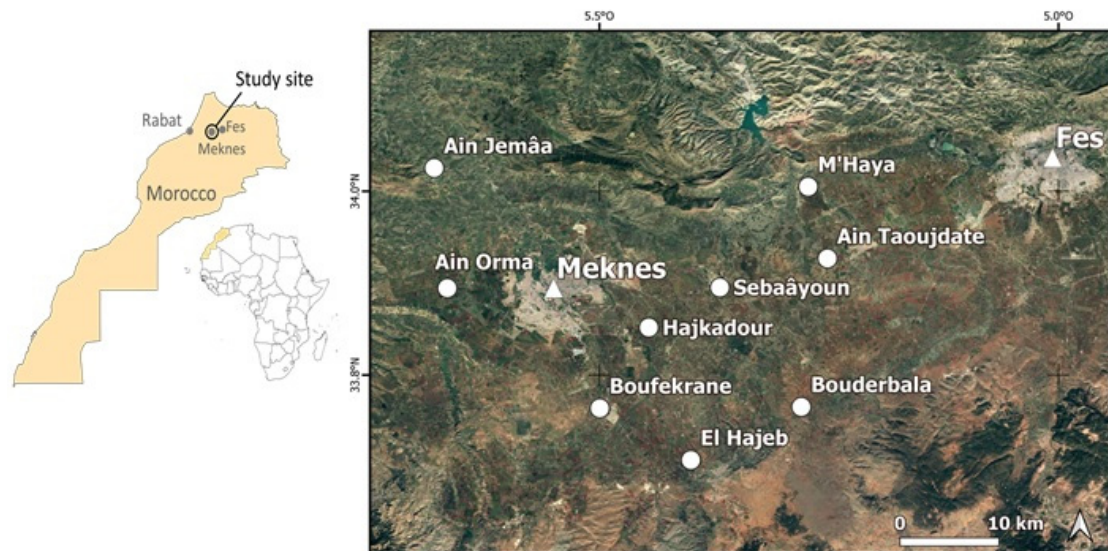 Study site
Rabat
Fes
Meknes
Morocco
5.5°O
5.0°O
34.0°N
33.8°N
Ain Jemâa
M'Haya
Fes
Ain Taoujdate
Ain Orma
Meknes
Sebaâyoun
Hajkadour
Boufekrane
Bouderbala
El Hajeb
0 10 km